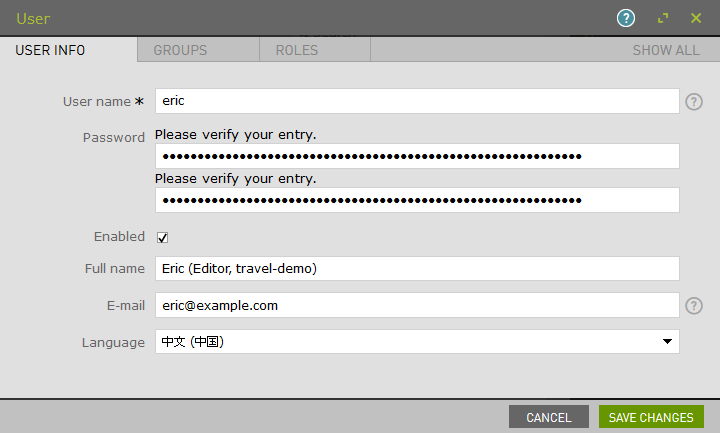 User
USER INFO GROUPS ROLES SHOW ALL
User name * eric
Password Please verify your entry.
Please verify your entry.
Enabled
Full name Eric (Editor, travel-demo)
E-mail eric@example.com
Language 中文 (中国)
CANCEL SAVE CHANGES